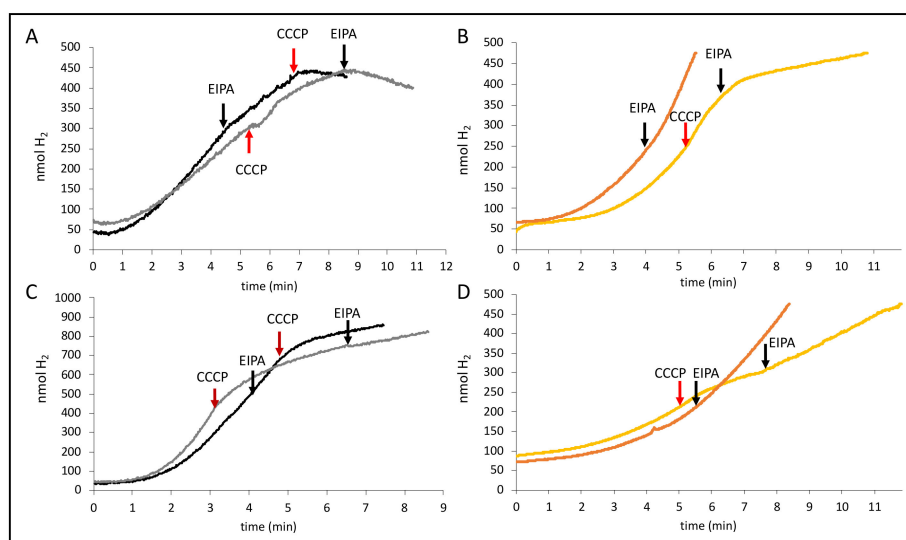 A
CCCP
EIPA
EIPA
CCCP
nmol H2
500
450
400
350
300
250
200
150
100
50
0
0 1 2 3 4 5 6 7 8 9 10 11 12
time (min)
B
EIPA
EIPA
CCCP
nmol H2
500
450
400
350
300
250
200
150
100
50
0
0 1 2 3 4 5 6 7 8 9 10 11
time (min)
C
CCCP
EIPA
EIPA
CCCP
nmol H2
1000
900
800
700
600
500
400
300
200
100
0
0 1 2 3 4 5 6 7 8 9
time (min)
D
EIPA
CCCP EIPA
nmol H2
500
450
400
350
300
250
200
150
100
50
0
0 1 2 3 4 5 6 7 8 9 10 11
time (min)